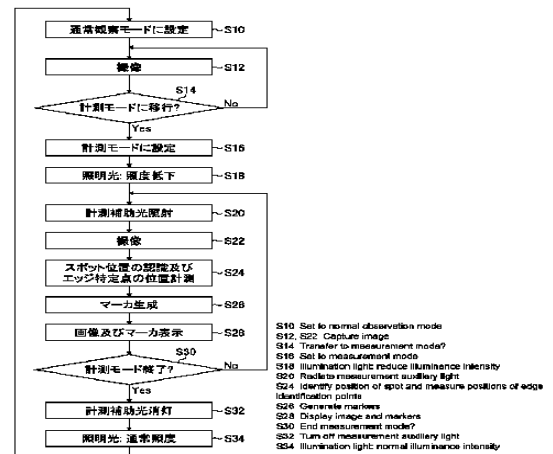 通常観察モードに設定 S10
撮像 S12
S14
計測モードに移行? No
Yes
計測モードに設定 S16
照明光: 照度低下 S18
計測補助光照射 S20
撮像 S22
スポット位置の認識及び
エッジ特定点の位置計測 S24
マーカ生成 S26
画像及びマーカ表示 S28
S30
計測モード終了? No
Yes
計測補助光消灯 S32
照明光: 通常照度 S34
S10 Set to normal observation mode
S12, S22 Capture image
S14 Transfer to measurement mode?
S16 Set to measurement mode
S18 Illumination light: reduce illuminance intensity
S20 Radiate measurement auxiliary light
S24 Identify position of spot and measure positions of edge
identification points
S26 Generate markers
S28 Display image and markers
S30 End measurement mode?
S32 Turn off measurement auxiliary light
S34 Illumination light: normal illuminance intensity